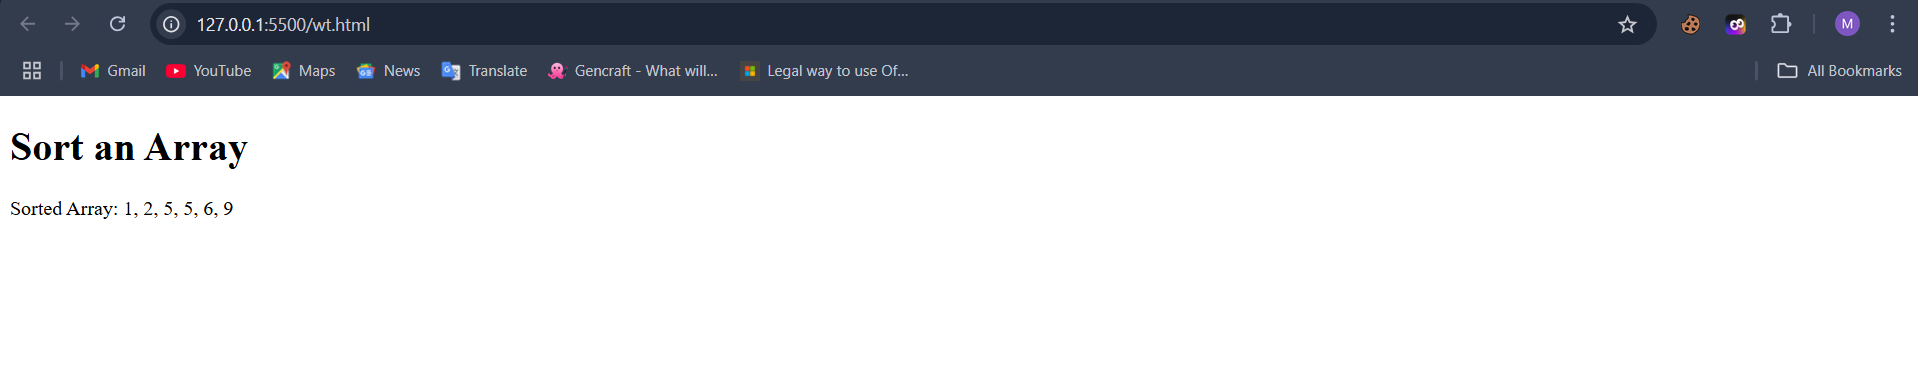 127.0.0.1:5500/wt.html
M
Gmail YouTube Maps News Translate Gencraft - What will... Legal way to use Of... All Bookmarks
Sort an Array
Sorted Array: 1, 2, 5, 5, 6, 9